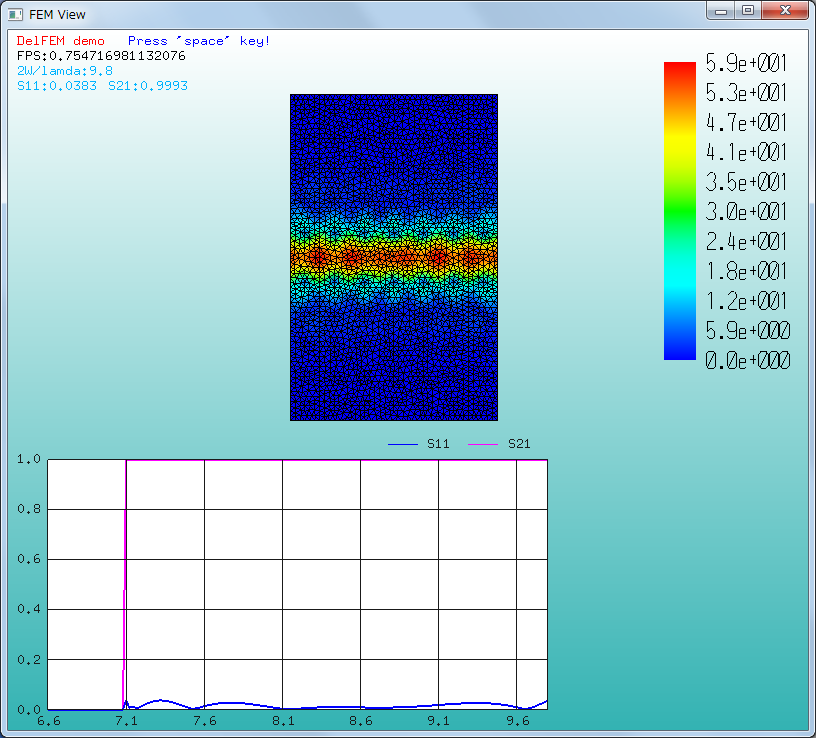 FEM View
DelFEM demo   Press "space" key!
FPS:0.754716981132076
2W/lamda:9.8
S11:0.0383 S21:0.9993
5.9e+001
5.3e+001
4.7e+001
4.1e+001
3.5e+001
3.0e+001
2.4e+001
1.8e+001
1.2e+001
5.9e+000
0.0e+000
S11 S21
1.0
0.8
0.6
0.4
0.2
0.0
6.6 7.1 7.6 8.1 8.6 9.1 9.6